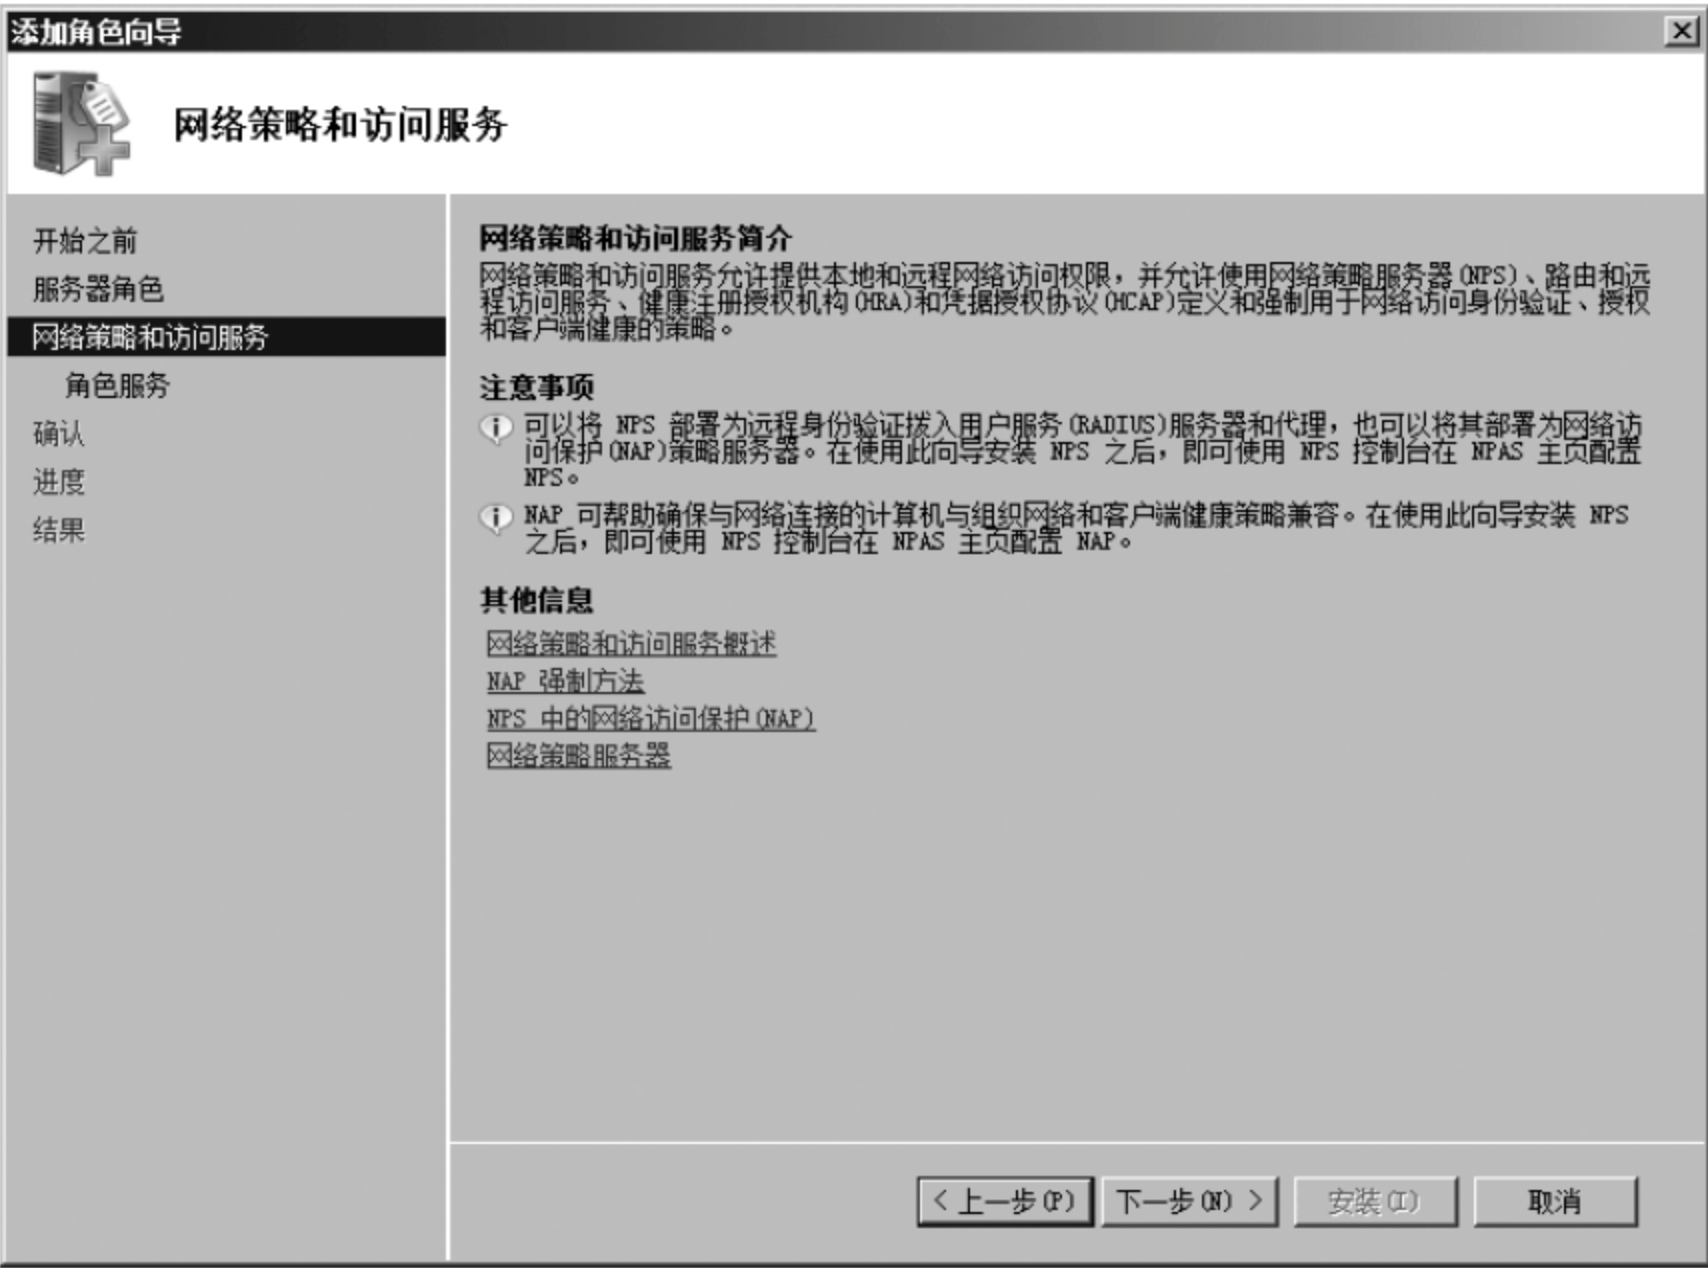 添加角色向导
网络策略和访问服务
开始之前
服务器角色
网络策略和访问服务
角色服务
确认
进度
结果
网络策略和访问服务简介
网络策略和访问服务允许提供本地和远程网络访问权限，并允许使用网络策略服务器(NPS)、路由和远
程访问服务、健康注册授权机构(HRA)和凭据授权协议(HCAP)定义和强制用于网络访问身份验证、授权
和客户端健康的策略。
注意事项
可以将 NPS 部署为远程身份验证拨入用户服务(RADIUS)服务器和代理，也可以将其部署为网络访
问保护(NAP)策略服务器。在使用此向导安装 NPS 之后，即可使用 NPS 控制台在 NPAS 主页配置
NPS。
NAP 可帮助确保与网络连接的计算机与组织网络和客户端健康策略兼容。在使用此向导安装 NPS
之后，即可使用 NPS 控制台在 NPAS 主页配置 NAP。
其他信息
网络策略和访问服务概述
NAP 强制方法
NPS 中的网络访问保护(NAP)
网络策略服务器
< 上一步(P)
下一步(N) >
安装(I)
取消